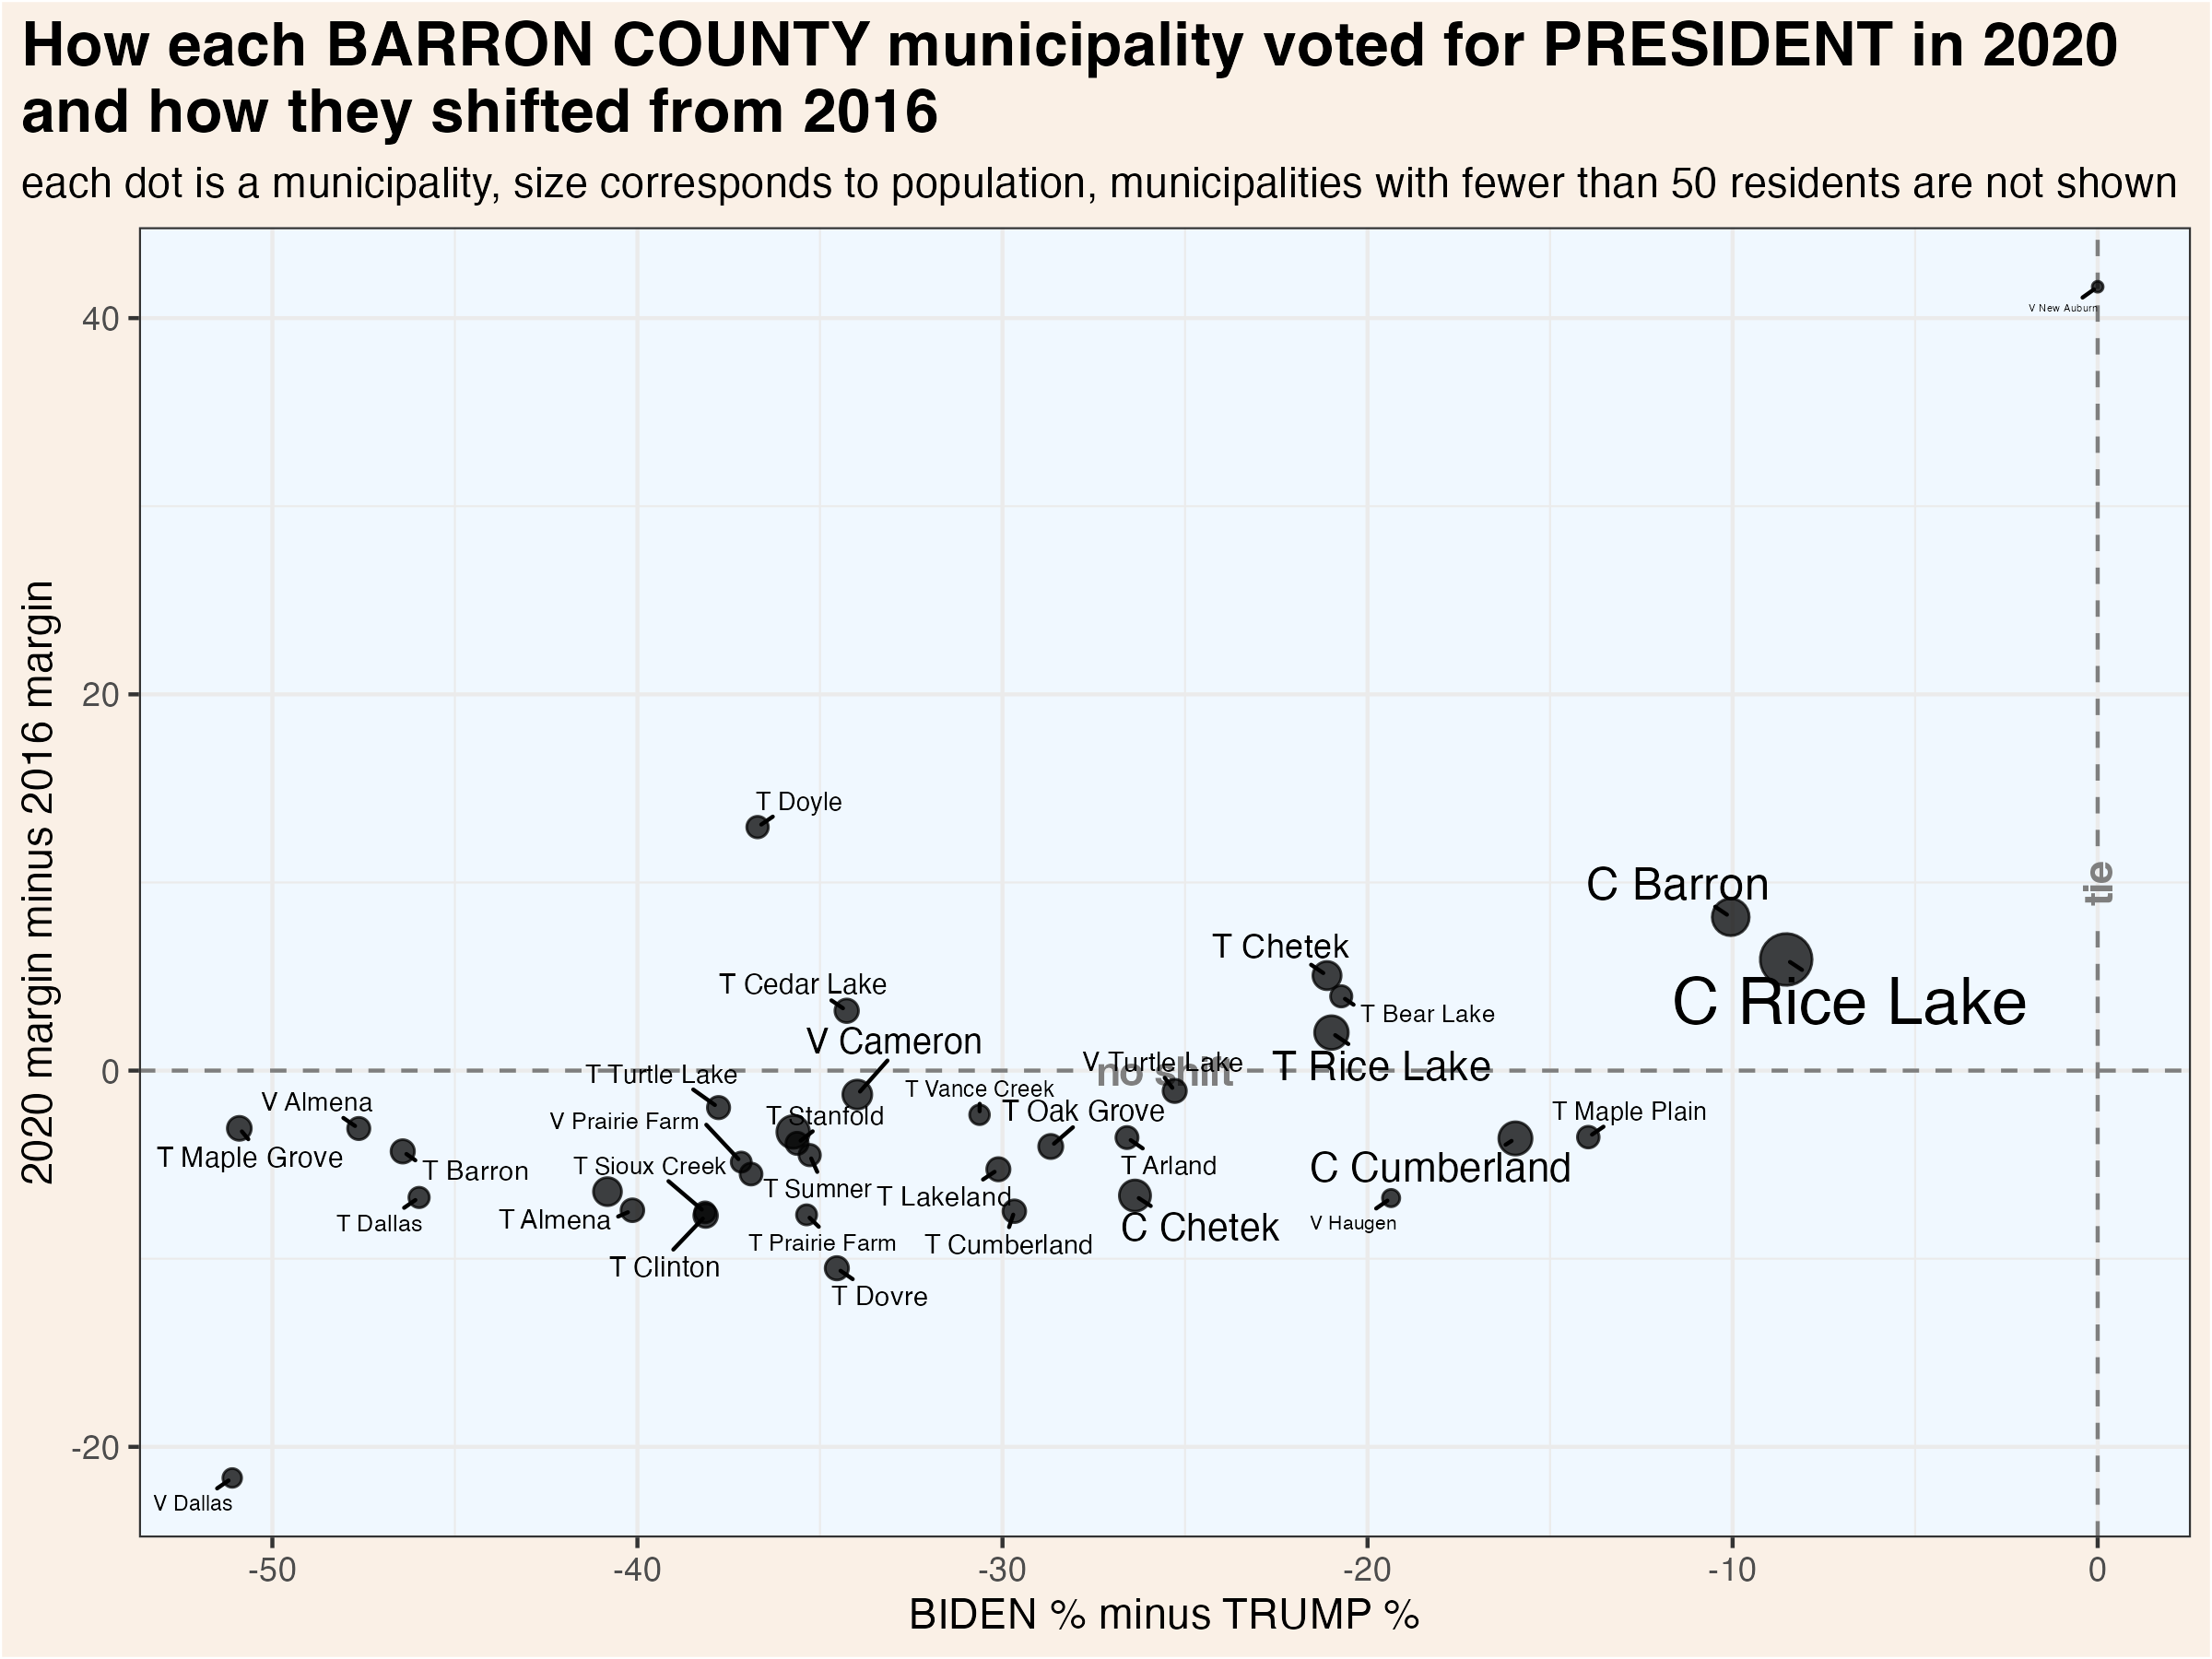 How each BARRON COUNTY municipality voted for PRESIDENT in 2020
and how they shifted from 2016
each dot is a municipality, size corresponds to population, municipalities with fewer than 50 residents are not shown
2020 margin minus 2016 margin
40
20
0
-20
V New Auburn
T Doyle
tie
C Barron
T Chetek
T Cedar Lake
C Rice Lake
T Bear Lake
V Cameron
V Turtle Lake
T Rice Lake
no shift
T Turtle Lake
T Vance Creek
V Almena
T Oak Grove
T Maple Plain
T Stanfold
V Prairie Farm
T Maple Grove
T Sioux Creek
T Arland
C Cumberland
T Barron
T Sumner
T Lakeland
T Dallas
T Almena
V Haugen
C Chetek
T Prairie Farm
T Cumberland
T Clinton
T Dovre
V Dallas
-50
-40
-30
-20
-10
0
BIDEN % minus TRUMP %